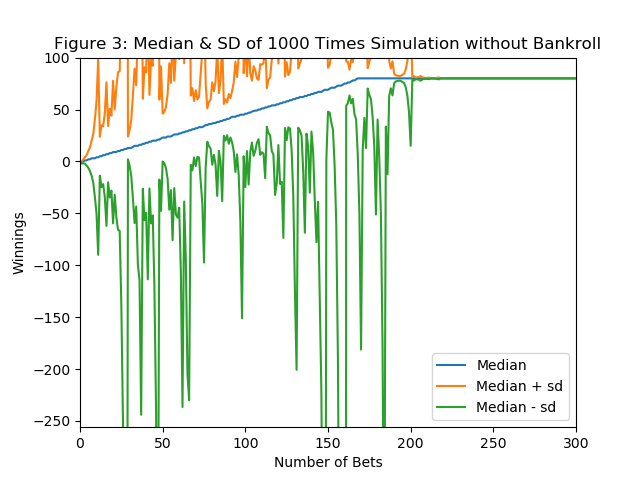 Figure 3: Median & SD of 1000 Times Simulation without Bankroll
100
50
0
−50
−100
−150
−200
−250
Winnings
0 50 100 150 200 250 300
Number of Bets
Median
Median + sd
Median - sd